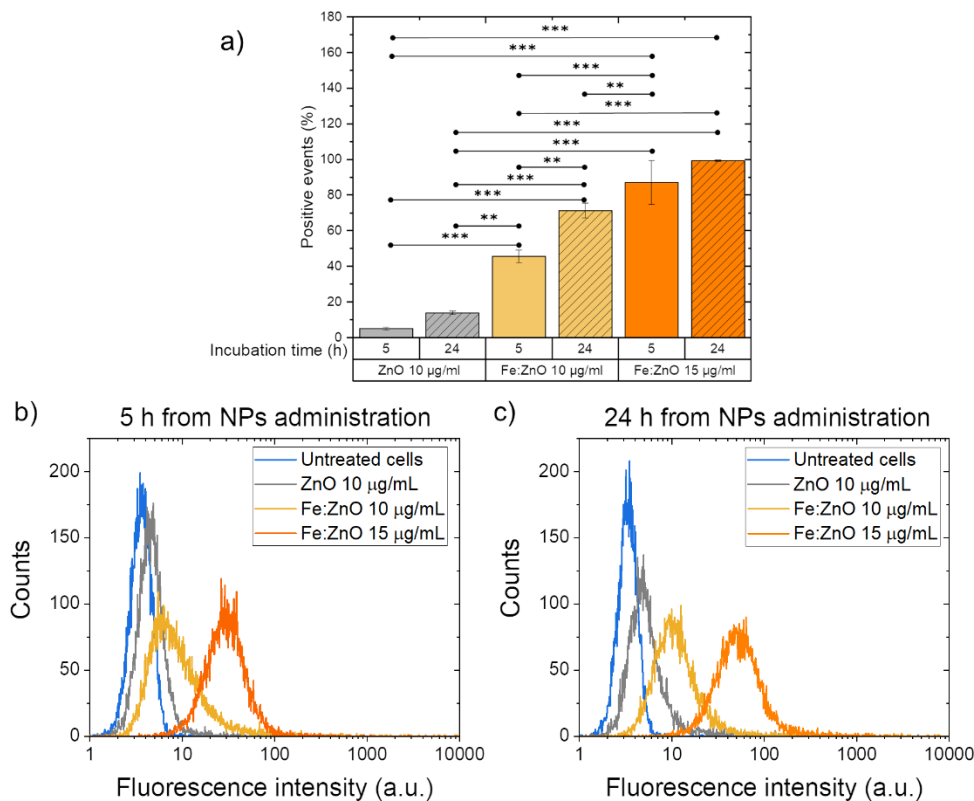 a)
Positive events (%)
180
160
140
120
100
80
60
40
20
0
***
***
***
**
***
***
***
**
***
***
**
***
Incubation time (h)
5 24 5 24 5 24
ZnO 10 μg/ml Fe:ZnO 10 μg/ml Fe:ZnO 15 μg/ml
b) 5 h from NPs administration
Untreated cells
ZnO 10 μg/mL
Fe:ZnO 10 μg/mL
Fe:ZnO 15 μg/mL
Counts
200
150
100
50
0
1 10 100 1000 10000
Fluorescence intensity (a.u.)
c) 24 h from NPs administration
Untreated cells
ZnO 10 μg/mL
Fe:ZnO 10 μg/mL
Fe:ZnO 15 μg/mL
Counts
200
150
100
50
0
1 10 100 1000 10000
Fluorescence intensity (a.u.)